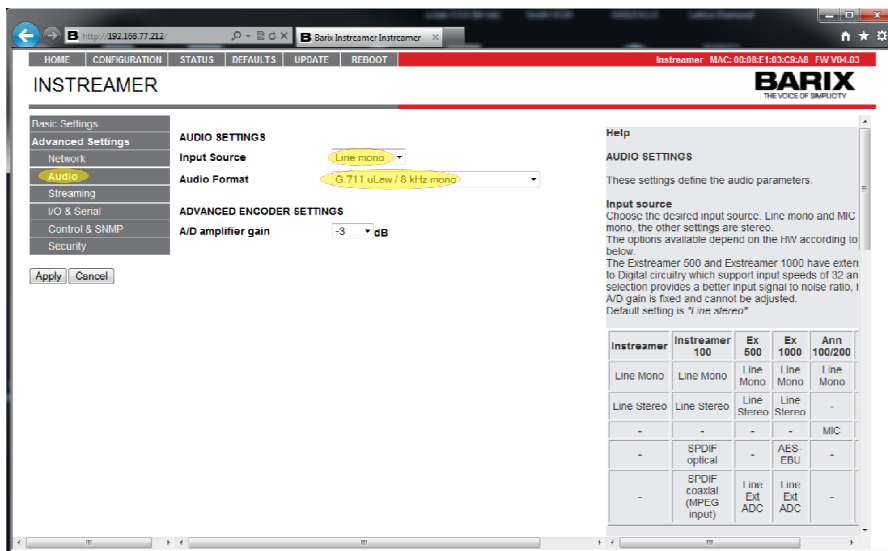 http://192.168.77.212/
Barix Instreamer Instreamer
HOME CONFIGURATION STATUS DEFAULTS UPDATE REBOOT
Instreamer MAC: 00:08:E1:03:C9:A8 FW V04.03
INSTREAMER
BARIX
THE VOICE OF SIMPLICITY
Basic Settings
Advanced Settings
Network
Audio
Streaming
I/O & Serial
Control & SNMP
Security
Apply Cancel
AUDIO SETTINGS
Input Source Line mono
Audio Format G.711 uLaw / 8 kHz mono
ADVANCED ENCODER SETTINGS
A/D amplifier gain -3 dB
Help
AUDIO SETTINGS
These settings define the audio parameters.
Input source
Choose the desired input source. Line mono and MIC
mono, the other settings are stereo.
The options available depend on the HW according to
below.
The Exstreamer 500 and Exstreamer 1000 have exten
to Digital circuitry which support input speeds of 32 an
selection provides a better input signal to noise ratio,
A/D gain is fixed and cannot be adjusted.
Default setting is "Line stereo"
Instreamer Instreamer 100 Ex 500 Ex 1000 Ann 100/200
Line Mono Line Mono Line Mono Line Mono Line Mono
Line Stereo Line Stereo Line Stereo Line Stereo -
- - - - MIC
- SPDIF optical - AES-EBU -
- SPDIF coaxial (MPEG input) Line Ext ADC Line Ext ADC -